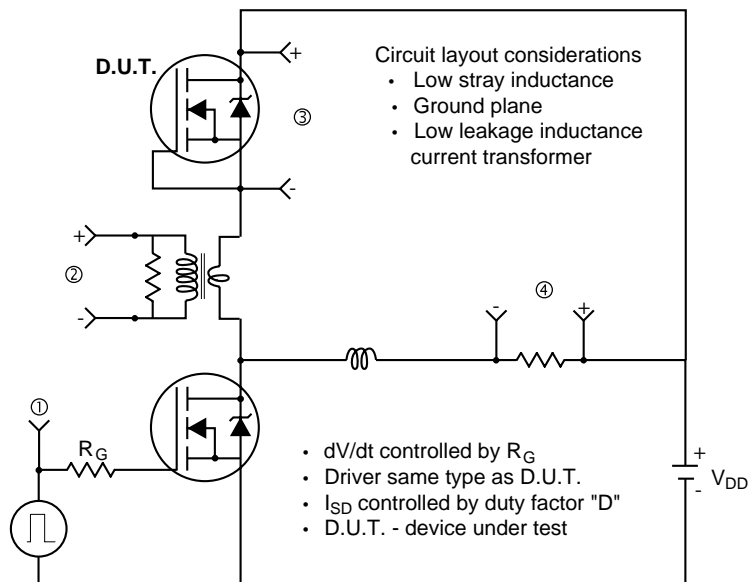 D.U.T.
+
③
-
Circuit layout considerations
• Low stray inductance
• Ground plane
• Low leakage inductance
current transformer
+
②
-
④
- +
①
R_G
• dV/dt controlled by R_G
• Driver same type as D.U.T.
• I_SD controlled by duty factor "D"
• D.U.T. - device under test
+
V_DD
-